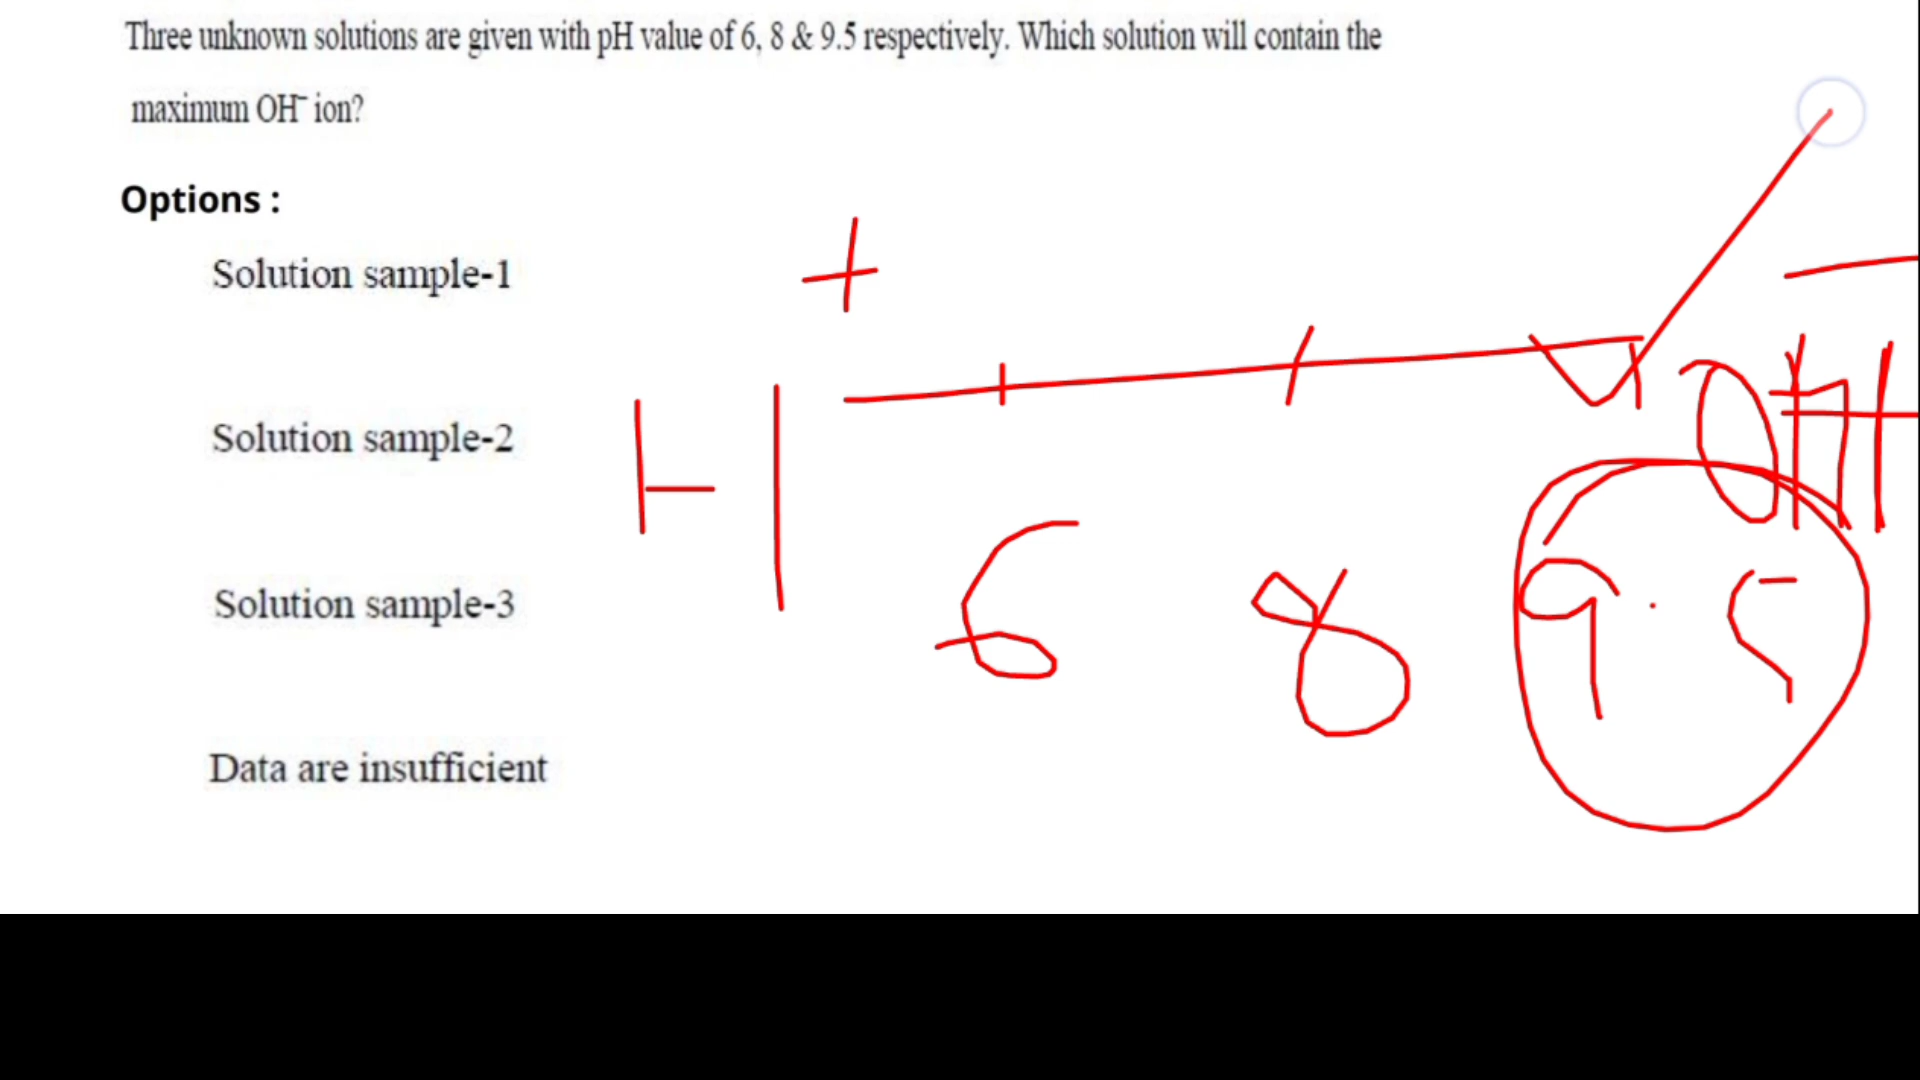 Three unknown solutions are given with pH value of 6, 8 & 9.5 respectively. Which solution will contain the
maximum OH⁻ ion?
Options :
Solution sample-1
Solution sample-2
Solution sample-3
Data are insufficient
H +
OH
6 8 9.5